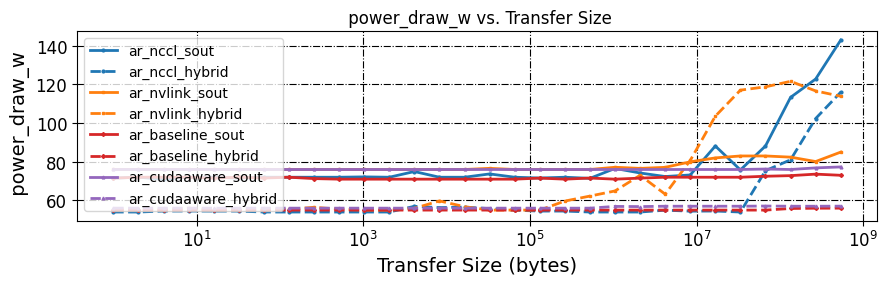 power_draw_w vs. Transfer Size
power_draw_w
140
120
100
80
60
ar_nccl_sout
ar_nccl_hybrid
ar_nvlink_sout
ar_nvlink_hybrid
ar_baseline_sout
ar_baseline_hybrid
ar_cudaaware_sout
ar_cudaaware_hybrid
10¹ 10³ 10⁵ 10⁷ 10⁹
Transfer Size (bytes)